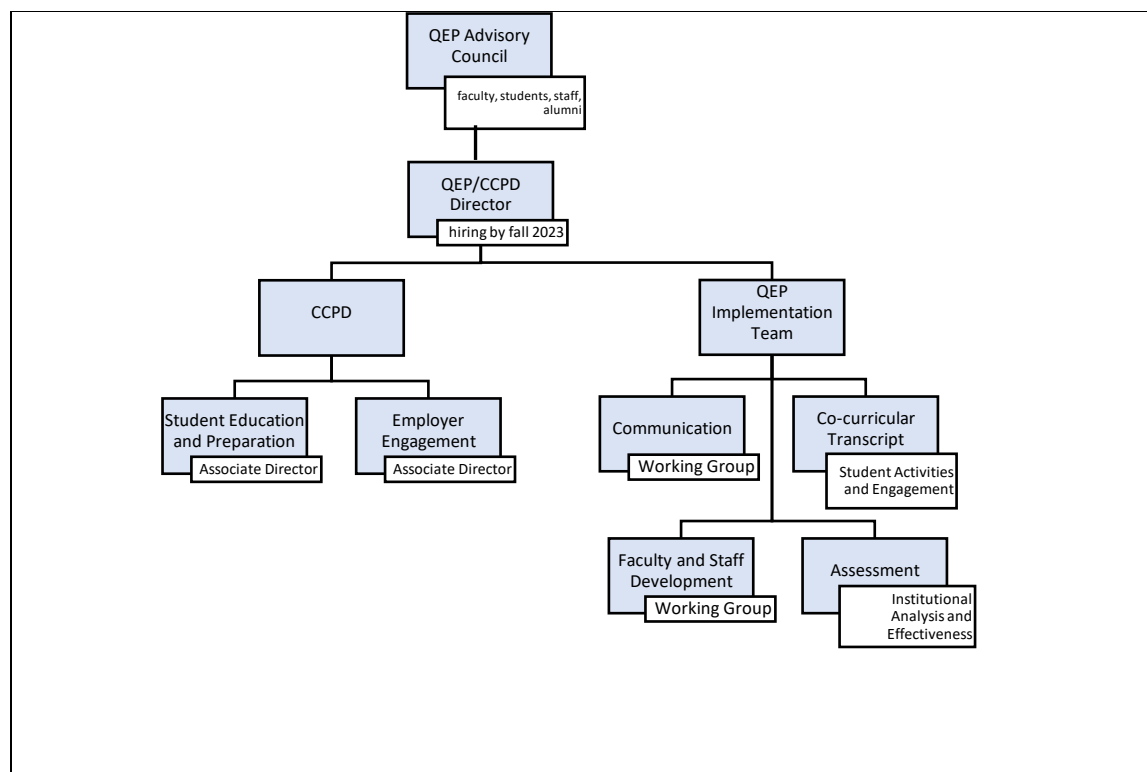 QEP Advisory
Council
faculty, students, staff,
alumni
QEP/CCPD
Director
hiring by fall 2023
CCPD
QEP
Implementation
Team
Student Education
and Preparation
Associate Director
Employer
Engagement
Associate Director
Communication
Working Group
Co-curricular
Transcript
Student Activities
and Engagement
Faculty and Staff
Development
Working Group
Assessment
Institutional
Analysis and
Effectiveness